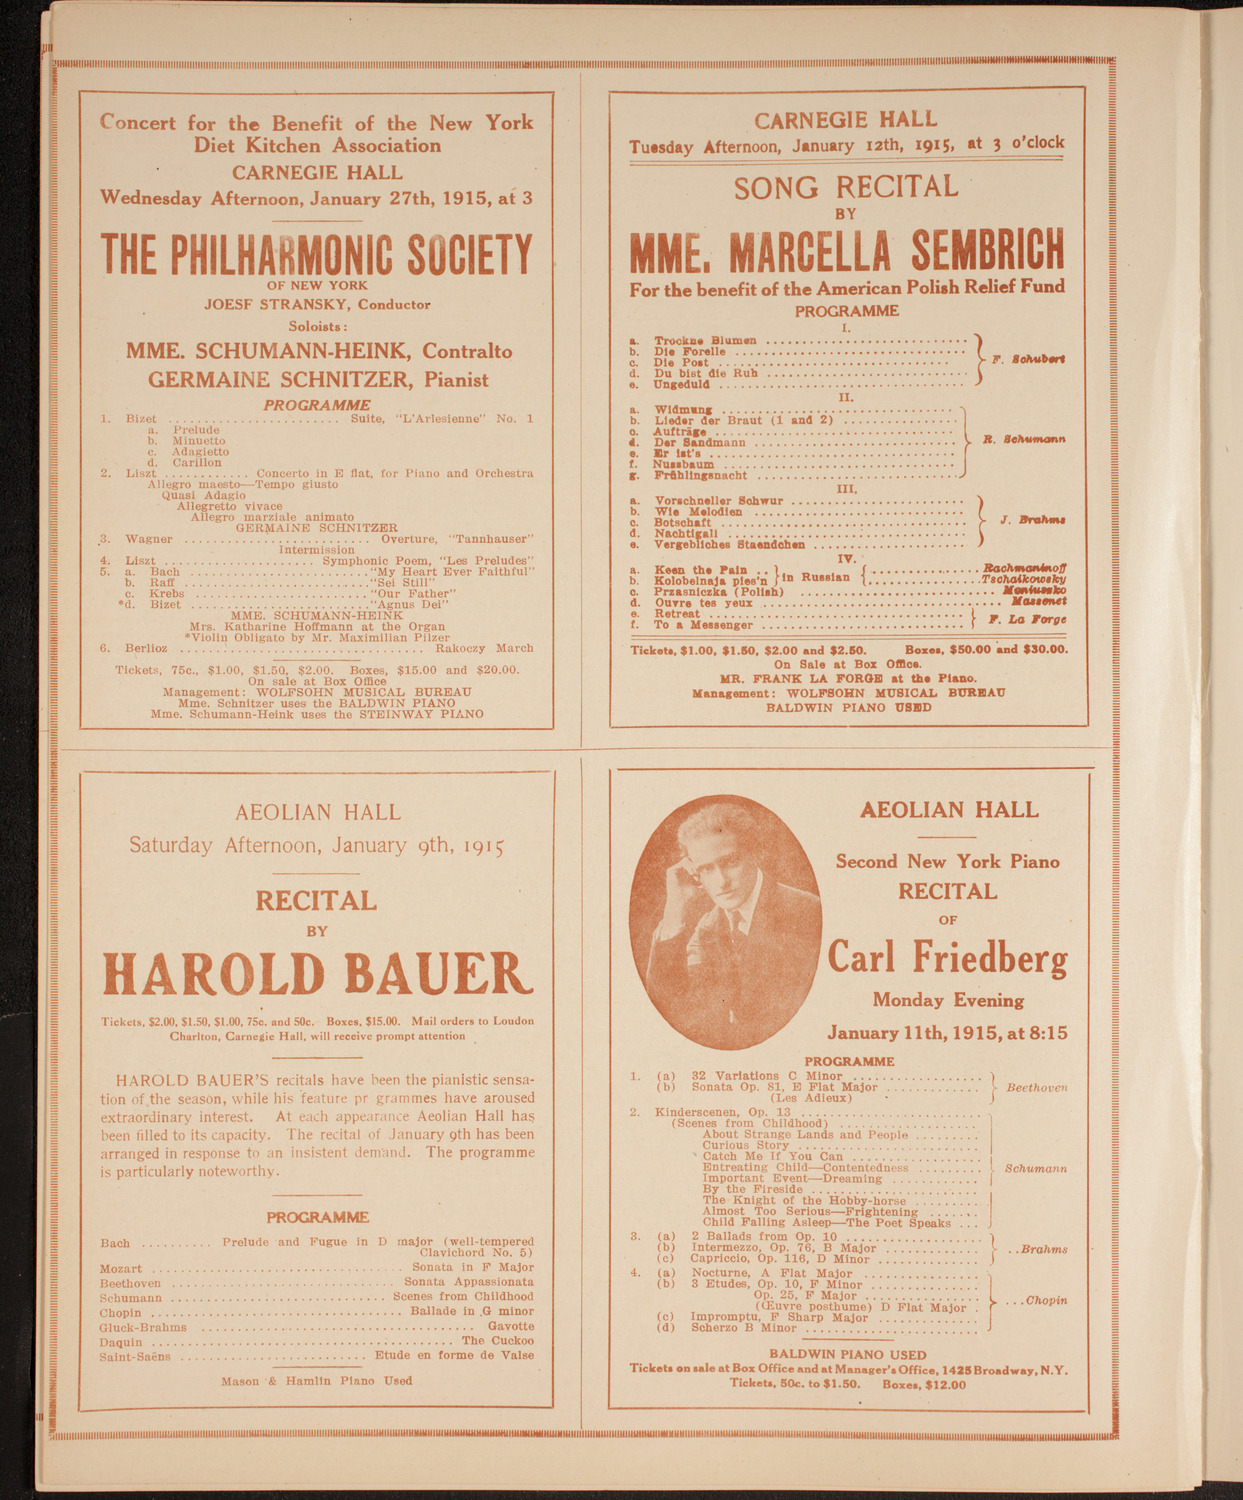 Concert for the Benefit of the New York
Diet Kitchen Association
CARNEGIE HALL
Wednesday Afternoon, January 27th, 1915, at 3
THE PHILHARMONIC SOCIETY
OF NEW YORK
JOESF STRANSKY, Conductor
Soloists:
MME. SCHUMANN-HEINK, Contralto
GERMAINE SCHNITZER, Pianist
PROGRAMME
1. Bizet ........................ Suite, "L'Arlesienne" No. 1
a. Prelude
b. Minuetto
c. Adagietto
d. Carillon
2. Liszt ............ Concerto in E flat, for Piano and Orchestra
Allegro maesto—Tempo giusto
Quasi Adagio
Allegretto vivace
Allegro marziale animato
GERMAINE SCHNITZER
3. Wagner .......................... Overture, "Tannhauser"
Intermission
4. Liszt .................... Symphonic Poem, "Les Preludes"
5. a. Bach ........................ "My Heart Ever Faithful"
b. Raff ........................ "Sei Still"
c. Krebs ........................ "Our Father"
*d. Bizet ........................ "Agnus Dei"
MME. SCHUMANN-HEINK
Mrs. Katharine Hoffmann at the Organ
*Violin Obligato by Mr. Maximilian Pilzer
6. Berlioz .................................. Rakoczy March
Tickets, 75c., $1.00, $1.50, $2.00. Boxes, $15.00 and $20.00.
On sale at Box Office
Management: WOLFSOHN MUSICAL BUREAU
Mme. Schnitzer uses the BALDWIN PIANO
Mme. Schumann-Heink uses the STEINWAY PIANO
CARNEGIE HALL
Tuesday Afternoon, January 12th, 1915, at 3 o'clock
SONG RECITAL
BY
MME. MARCELLA SEMBRICH
For the benefit of the American Polish Relief Fund
PROGRAMME
I.
a. Trockne Blumen ............................
b. Die Forelle ................................
c. Die Post ................................ F. Schubert
d. Du bist die Ruh ............................
e. Ungeduld ................................
II.
a. Widmung ................................
b. Lieder der Braut (1 and 2) ................
c. Aufträge ................................
d. Der Sandmann ............................ R. Schumann
e. Er ist's ................................
f. Nussbaum ................................
g. Frühlingsnacht ............................
III.
a. Vorschneller Schwur ........................
b. Wie Melodien ............................
c. Botschaft ................................ J. Brahms
d. Nachtigall ................................
e. Vergebliches Staendchen ....................
IV.
a. Keen the Pain .. } in Russian { ................ Rachmaninoff
b. Kolobelnaja pies'n } in Russian { ................ Tschaikovsky
c. Przasniczka (Polish) ............................ Moniuszko
d. Ouvre tes yeux ................................ Massenet
e. Retreat ................................
f. To a Messenger ............................ F. La Forge
Tickets, $1.00, $1.50, $2.00 and $2.50. Boxes, $50.00 and $30.00.
On Sale at Box Office.
MR. FRANK LA FORGE at the Piano.
Management: WOLFSOHN MUSICAL BUREAU
BALDWIN PIANO USED
AEOLIAN HALL
Saturday Afternoon, January 9th, 1915
RECITAL
BY
HAROLD BAUER
Tickets, $2.00, $1.50, $1.00, 75c. and 50c. Boxes, $15.00. Mail orders to Loudon
Charlton, Carnegie Hall, will receive prompt attention
HAROLD BAUER'S recitals have been the pianistic sensa-
tion of the season, while his feature pr grammes have aroused
extraordinary interest. At each appearance Aeolian Hall has
been filled to its capacity. The recital of January 9th has been
arranged in response to an insistent demand. The programme
is particularly noteworthy.
PROGRAMME
Bach .......... Prelude and Fugue in D major (well-tempered
Clavichord No. 5)
Mozart .................................... Sonata in F Major
Beethoven ................................ Sonata Appassionata
Schumann ................................ Scenes from Childhood
Chopin .................................... Ballade in G minor
Gluck-Brahms .................................... Gavotte
Daquin .................................... The Cuckoo
Saint-Saëns .......................... Etude en forme de Valse
Mason & Hamlin Piano Used
AEOLIAN HALL
Second New York Piano
RECITAL
OF
Carl Friedberg
Monday Evening
January 11th, 1915, at 8:15
PROGRAMME
1. (a) 32 Variations C Minor ................
(b) Sonata Op. 81, E Flat Major ............ Beethoven
(Les Adieux)
2. Kinderscenen, Op. 13 ........................
(Scenes from Childhood) ....................
About Strange Lands and People .........
Curious Story ........................
Catch Me If You Can ................
Entreating Child—Contentedness ......... Schumann
Important Event—Dreaming ............
By the Fireside ........................
The Knight of the Hobby-horse .........
Almost Too Serious—Frightening .......
Child Falling Asleep—The Poet Speaks ...
3. (a) 2 Ballads from Op. 10 ................
(b) Intermezzo, Op. 76, B Major ............ ..Brahms
(c) Capriccio, Op. 116, D Minor ............
4. (a) Nocturne, A Flat Major ................
(b) 3 Etudes, Op. 10, F Minor ............
Op. 25, F Major ................
(Œuvre posthume) D Flat Major . ...Chopin
(c) Impromptu, F Sharp Major ............
(d) Scherzo B Minor ........................
BALDWIN PIANO USED
Tickets on sale at Box Office and at Manager's Office, 1425 Broadway, N.Y.
Tickets, 50c. to $1.50. Boxes, $12.00